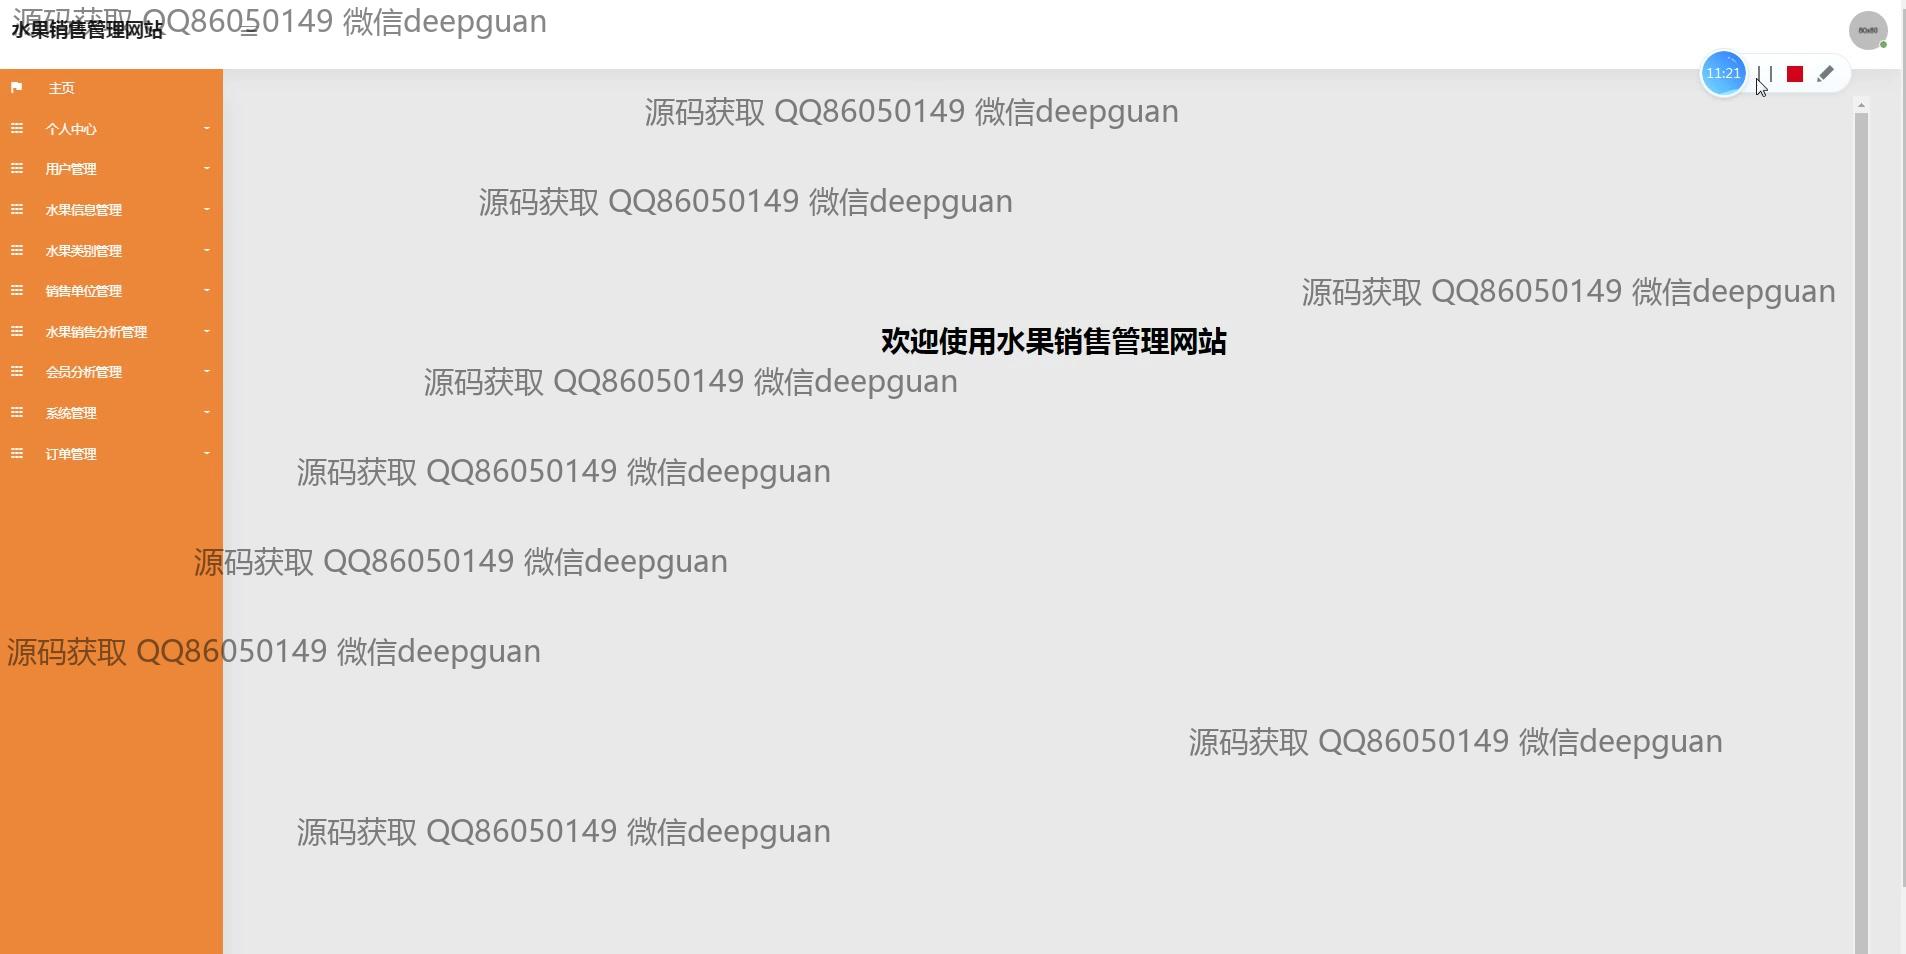 源码获取 QQ86050149 微信deepguan
水果销售管理网站
80x80
11:21
主页
源码获取 QQ86050149 微信deepguan
个人中心
用户管理
源码获取 QQ86050149 微信deepguan
水果信息管理
水果类别管理
销售单位管理
源码获取 QQ86050149 微信deepguan
水果销售分析管理
欢迎使用水果销售管理网站
会员分析管理
源码获取 QQ86050149 微信deepguan
系统管理
订单管理
源码获取 QQ86050149 微信deepguan
源码获取 QQ86050149 微信deepguan
源码获取 QQ86050149 微信deepguan
源码获取 QQ86050149 微信deepguan
源码获取 QQ86050149 微信deepguan